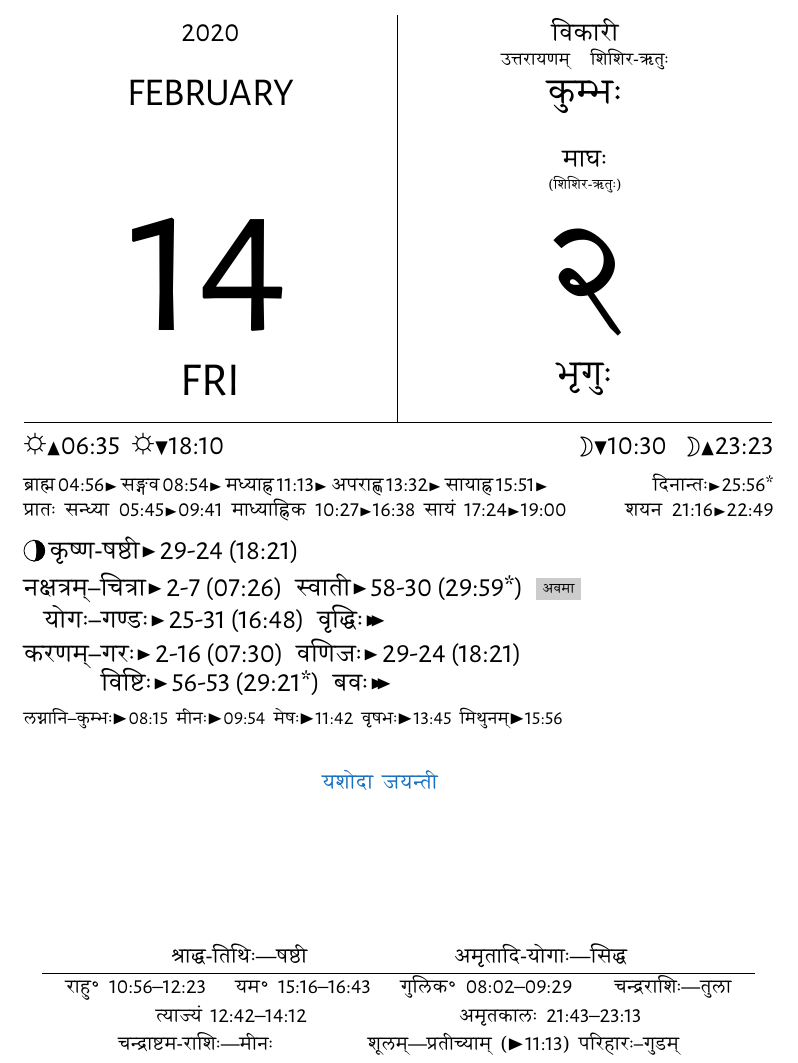 2020
FEBRUARY
14
FRI
विकारी
उत्तरायणम् शिशिर-ऋतुः
कुम्भः
माघः
(शिशिर-ऋतुः)
२
भृगुः
☼▲06:35 ☼▼18:10 ☽▼10:30 ☽▲23:23
ब्राह्म04:56► सङ्गव08:54► मध्याह्न11:13► अपराह्ण13:32► सायाह्न15:51► दिनान्तः►25:56*
प्रातः सन्ध्या 05:45►09:41 माध्याह्निक 10:27►16:38 सायं 17:24►19:00 शयन 21:16►22:49
कृष्ण-षष्ठी►29-24 (18:21)
नक्षत्रम्–चित्रा►2-7 (07:26) स्वाती►58-30 (29:59*) अवमा
योगः–गण्डः►25-31 (16:48) वृद्धिः►►
करणम्–गरः►2-16 (07:30) वणिजः►29-24 (18:21)
विष्टिः►56-53 (29:21*) बवः►►
लग्नानि–कुम्भः►08:15 मीनः►09:54 मेषः►11:42 वृषभः►13:45 मिथुनम्►15:56
यशोदा जयन्ती
श्राद्ध-तिथिः—षष्ठी अमृतादि-योगाः—सिद्ध
राहु° 10:56–12:23 यम° 15:16–16:43 गुलिक° 08:02–09:29 चन्द्रराशिः—तुला
त्याज्यं 12:42–14:12 अमृतकालः 21:43–23:13
चन्द्राष्टम-राशिः—मीनः शूलम्—प्रतीच्याम् (►11:13) परिहारः–गुडम्